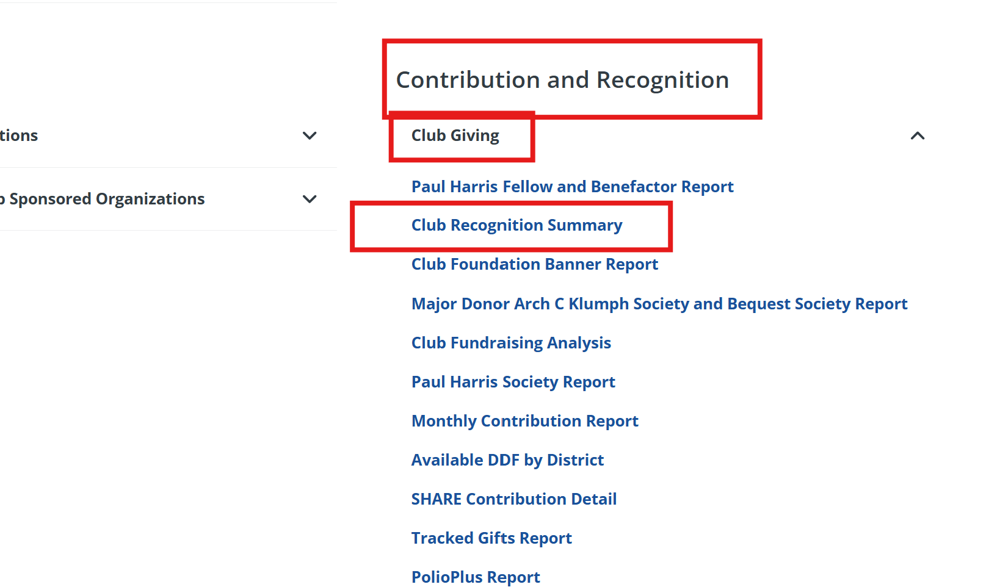 Contribution and Recognition
tions
Sponsored Organizations
Club Giving
Paul Harris Fellow and Benefactor Report
Club Recognition Summary
Club Foundation Banner Report
Major Donor Arch C Klumph Society and Bequest Society Report
Club Fundraising Analysis
Paul Harris Society Report
Monthly Contribution Report
Available DDF by District
SHARE Contribution Detail
Tracked Gifts Report
PolioPlus Report